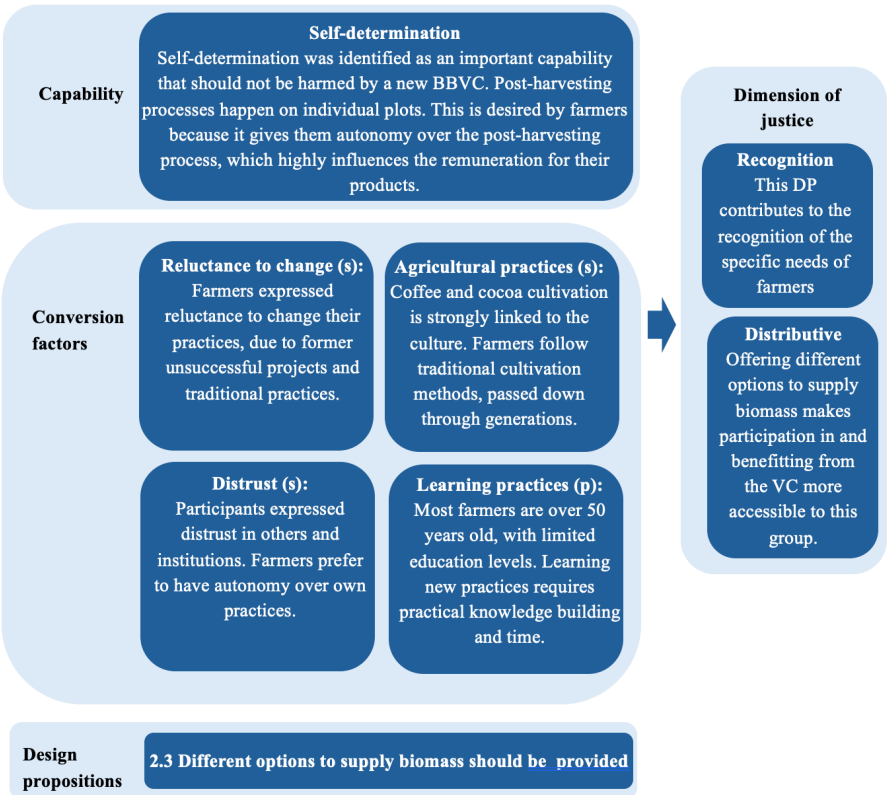 Capability
Self-determination
Self-determination was identified as an important capability
that should not be harmed by a new BBVC. Post-harvesting
processes happen on individual plots. This is desired by farmers
because it gives them autonomy over the post-harvesting
process, which highly influences the remuneration for their
products.
Conversion
factors
Reluctance to change (s):
Farmers expressed
reluctance to change their
practices, due to former
unsuccessful projects and
traditional practices.
Agricultural practices (s):
Coffee and cocoa cultivation
is strongly linked to the
culture. Farmers follow
traditional cultivation
methods, passed down
through generations.
Distrust (s):
Participants expressed
distrust in others and
institutions. Farmers prefer
to have autonomy over own
practices.
Learning practices (p):
Most farmers are over 50
years old, with limited
education levels. Learning
new practices requires
practical knowledge building
and time.
Dimension of
justice
Recognition
This DP
contributes to the
recognition of the
specific needs of
farmers
Distributive
Offering different
options to supply
biomass makes
participation in and
benefitting from
the VC more
accessible to this
group.
Design
propositions
2.3 Different options to supply biomass should be provided